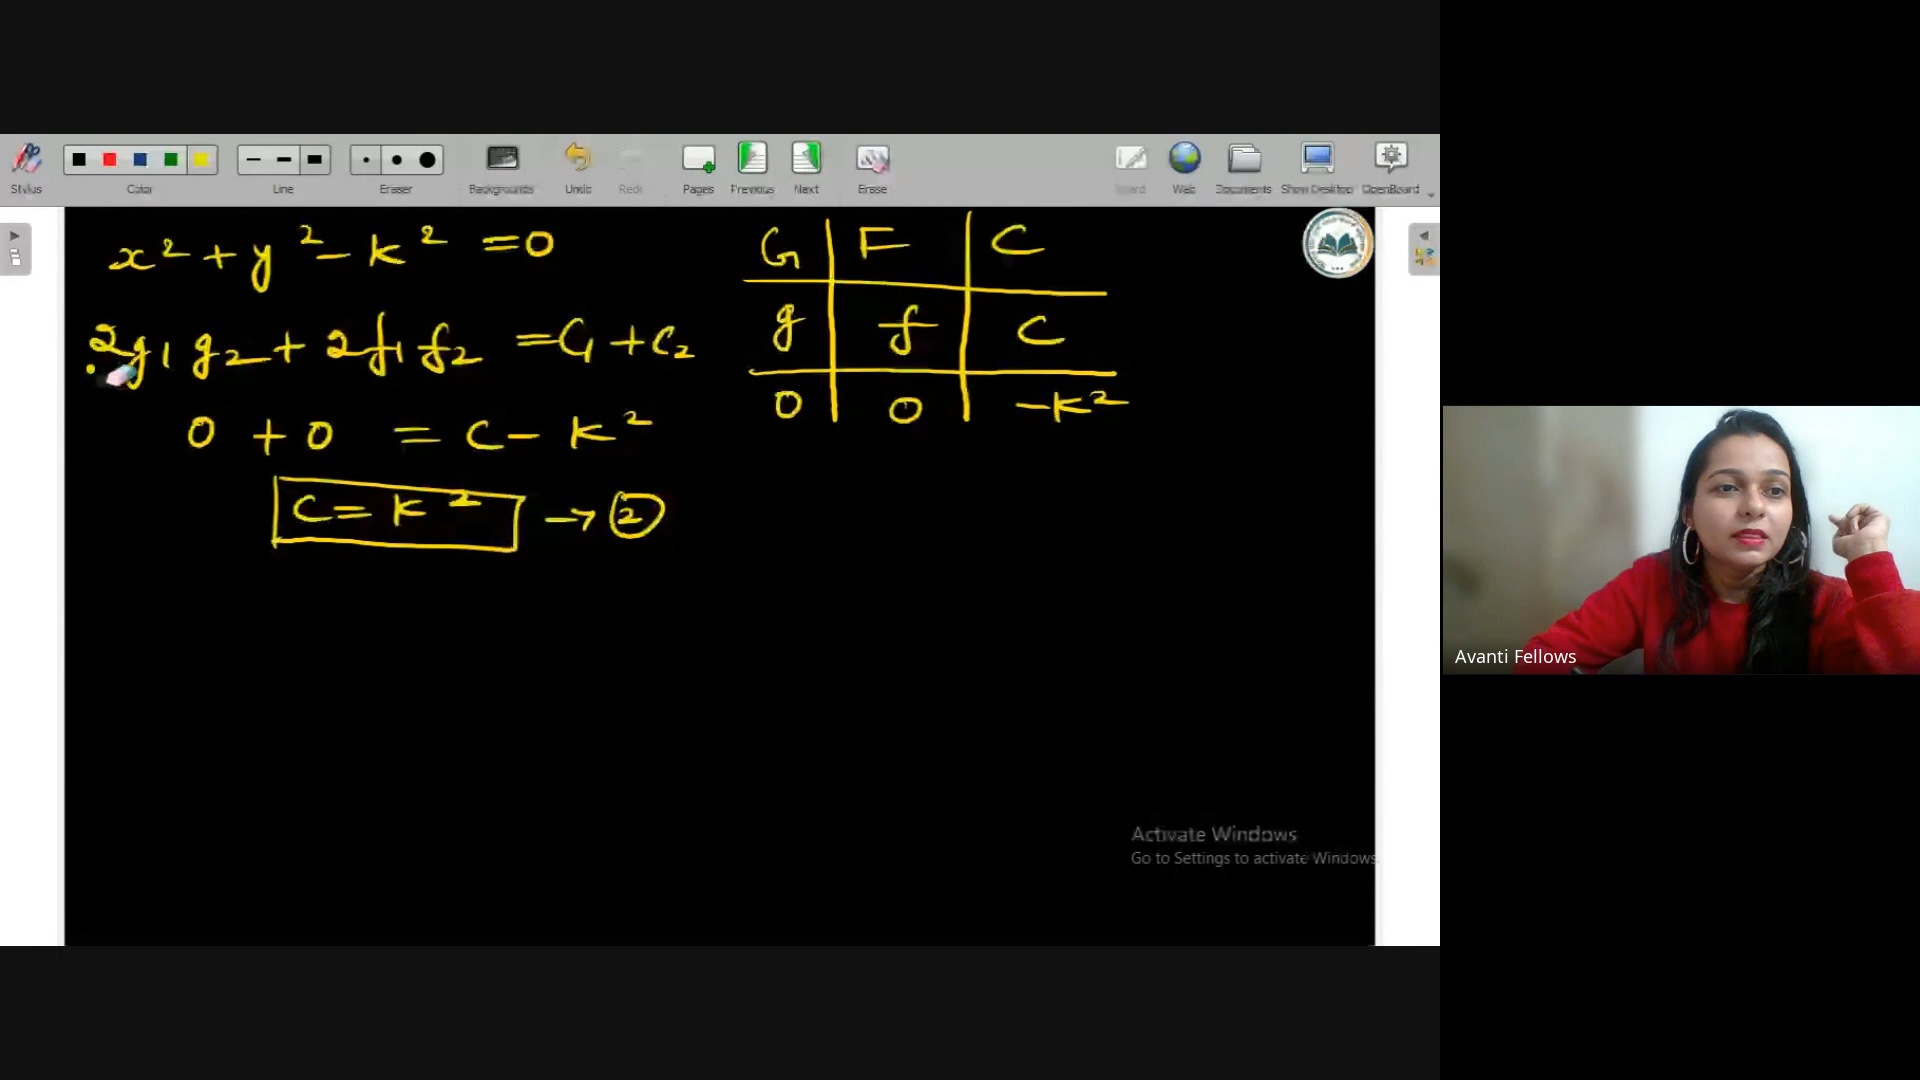 Stylus Color Line Eraser Backgrounds Undo Redo Pages Previous Next Erase Board Web Documents Show Desktop OpenBoard
x² + y² - k² = 0
2g₁g₂ + 2f₁f₂ = C₁ + C₂
0 + 0 = C - K²
C = K² → ②
G F C
g f C
0 0 -K²
Activate Windows
Go to Settings to activate Windows.
Avanti Fellows